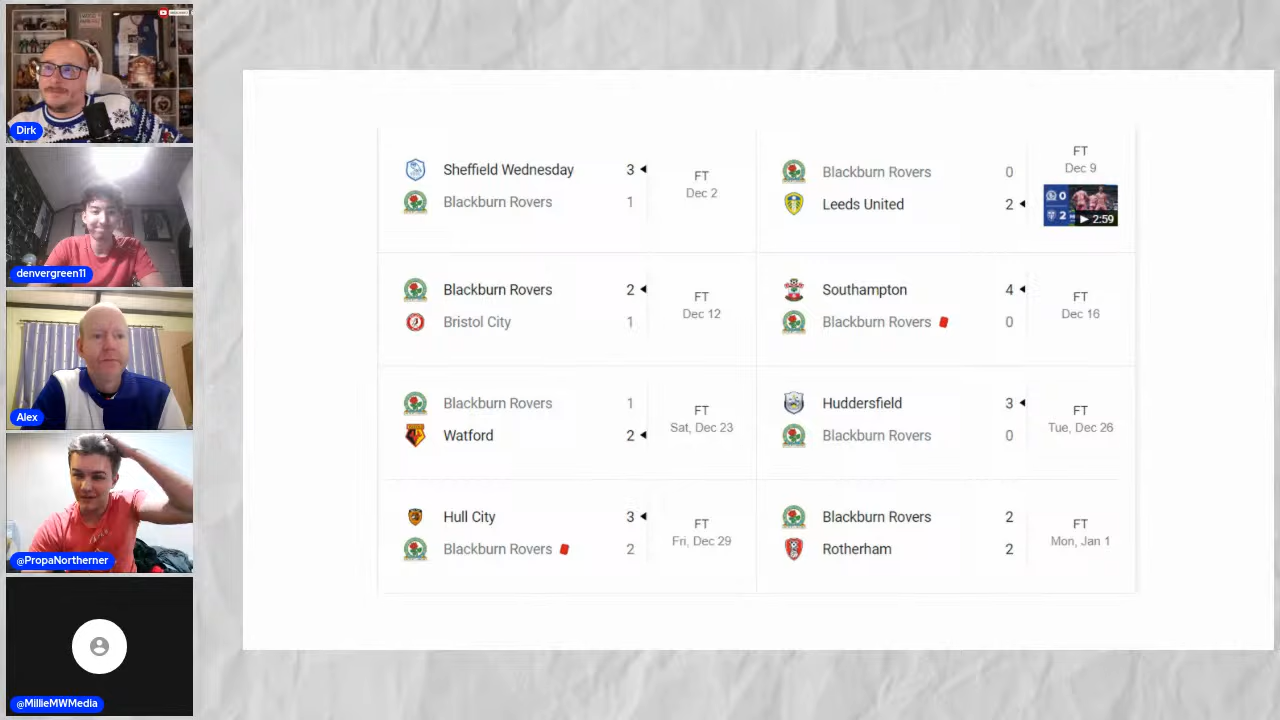 Dirk
denvergreen11
Alex
@PropaNortherner
@MillieMWMedia
Sheffield Wednesday 3
Blackburn Rovers 1
FT
Dec 2
Blackburn Rovers 0
Leeds United 2
FT
Dec 9
0
2
2:59
Blackburn Rovers 2
Bristol City 1
FT
Dec 12
Southampton 4
Blackburn Rovers 0
FT
Dec 16
Blackburn Rovers 1
Watford 2
FT
Sat, Dec 23
Huddersfield 3
Blackburn Rovers 0
FT
Tue, Dec 26
Hull City 3
Blackburn Rovers 2
FT
Fri, Dec 29
Blackburn Rovers 2
Rotherham 2
FT
Mon, Jan 1